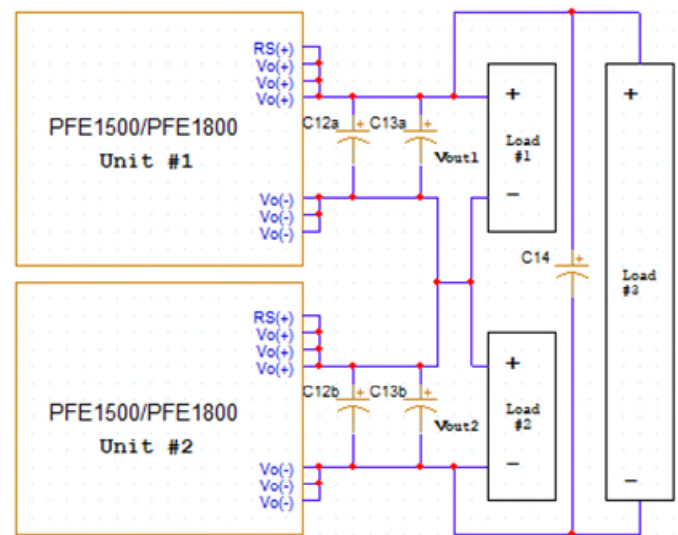 RS(+)
Vo(+)
Vo(+)
Vo(+)
PFE1500/PFE1800
Unit #1
C12a
+
C13a
+
Vout1
Vo(-)
Vo(-)
Vo(-)
+
Load
#1
−
+
C14
+
Load
#3
−
RS(+)
Vo(+)
Vo(+)
Vo(+)
PFE1500/PFE1800
Unit #2
C12b
+
C13b
+
Vout2
Vo(-)
Vo(-)
Vo(-)
+
Load
#2
−